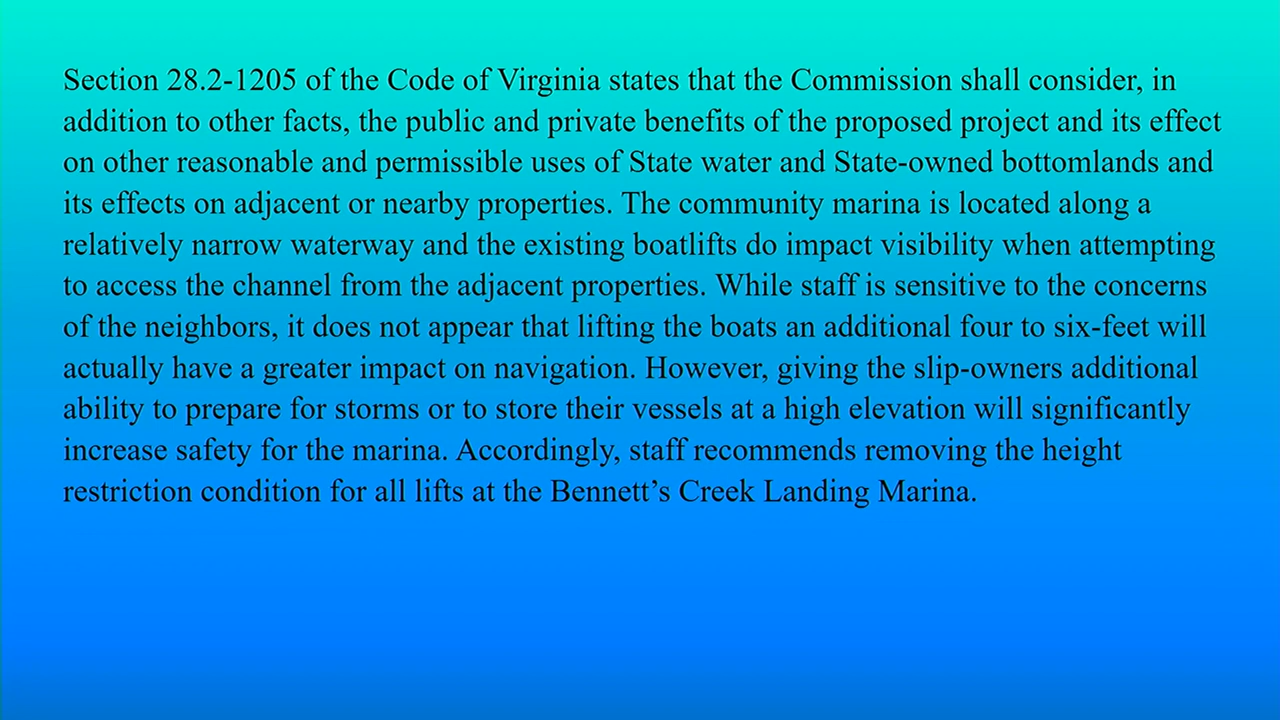 Section 28.2-1205 of the Code of Virginia states that the Commission shall consider, in
addition to other facts, the public and private benefits of the proposed project and its effect
on other reasonable and permissible uses of State water and State-owned bottomlands and
its effects on adjacent or nearby properties. The community marina is located along a
relatively narrow waterway and the existing boatlifts do impact visibility when attempting
to access the channel from the adjacent properties. While staff is sensitive to the concerns
of the neighbors, it does not appear that lifting the boats an additional four to six-feet will
actually have a greater impact on navigation. However, giving the slip-owners additional
ability to prepare for storms or to store their vessels at a high elevation will significantly
increase safety for the marina. Accordingly, staff recommends removing the height
restriction condition for all lifts at the Bennett’s Creek Landing Marina.